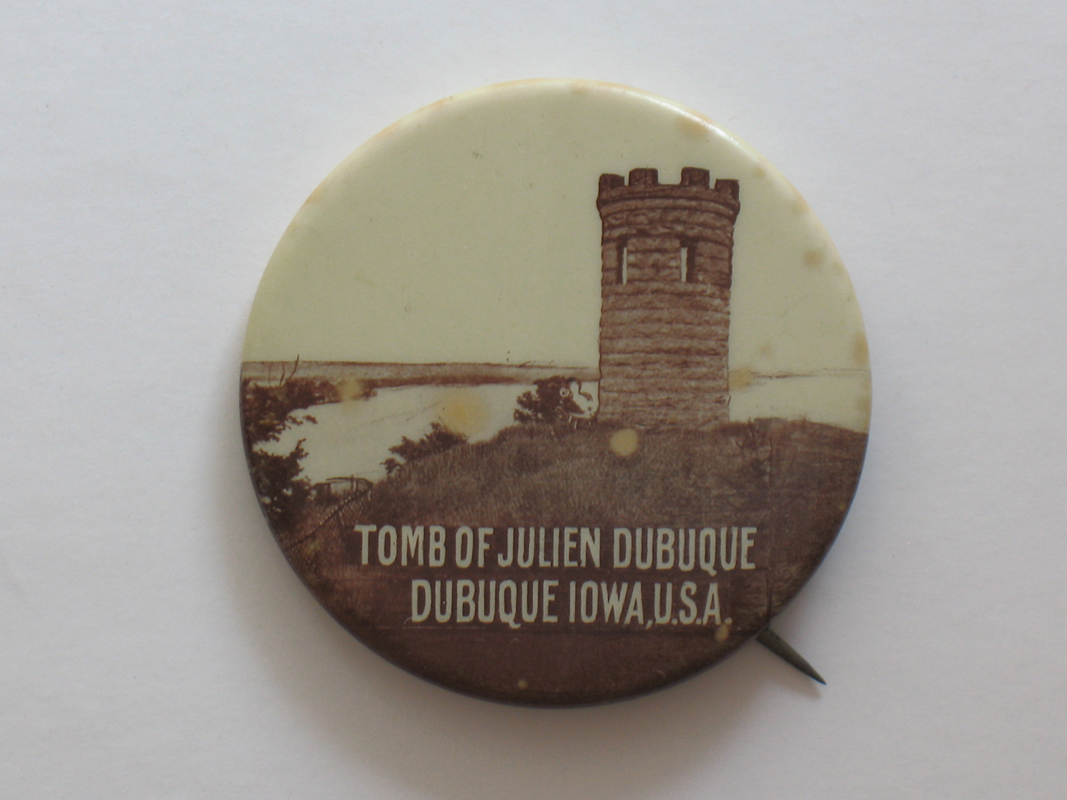 TOMB OF JULIEN DUBUQUE
DUBUQUE IOWA, U.S.A.